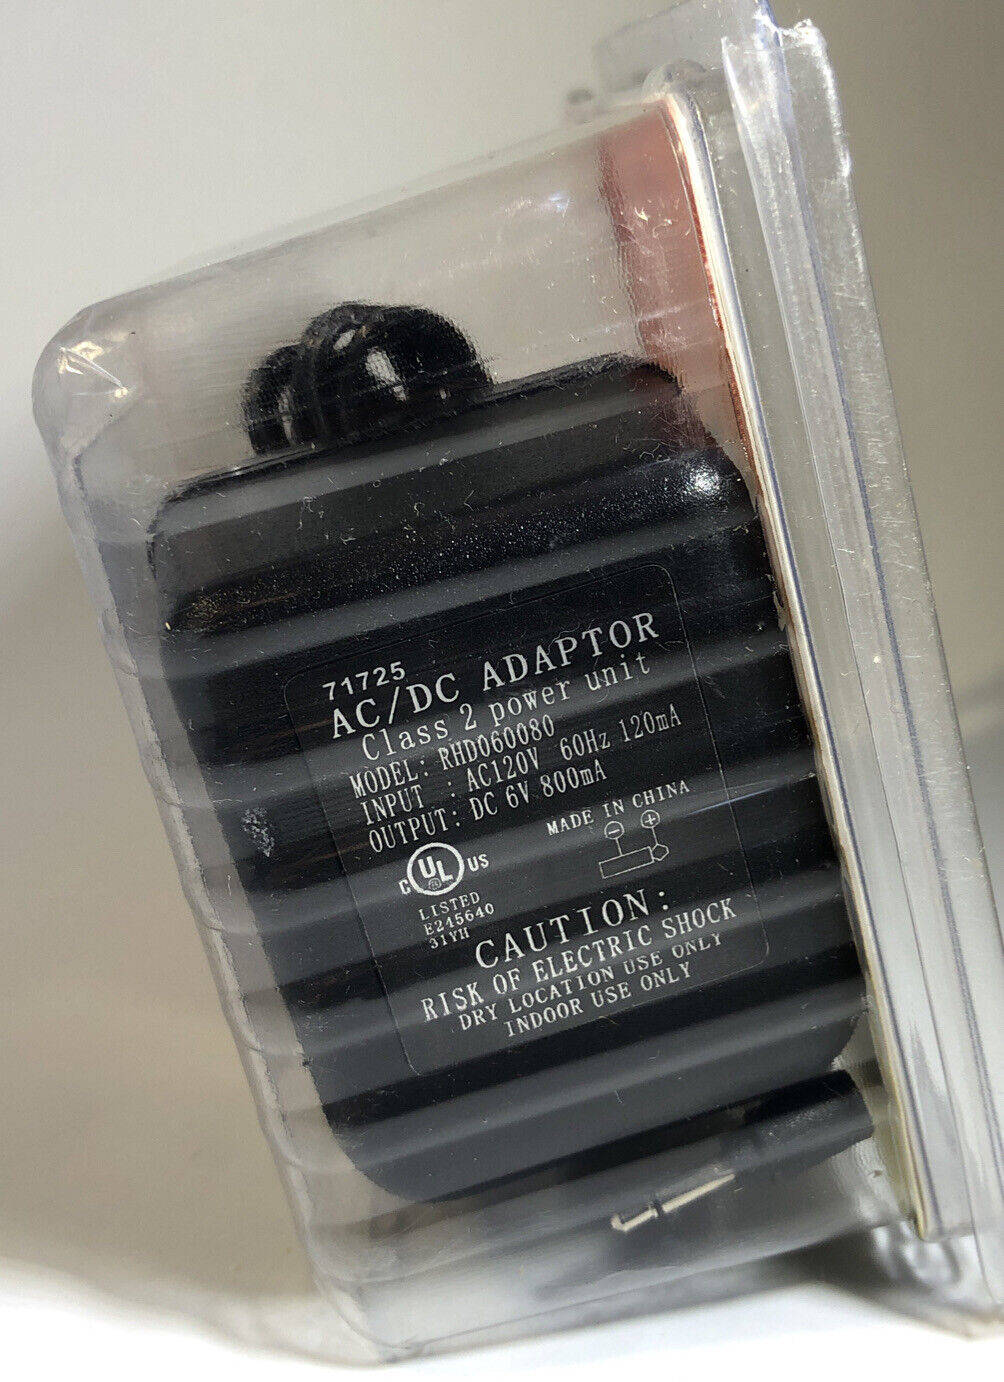 71725
AC/DC ADAPTOR
Class 2 power unit
MODEL: RHD060080
INPUT : AC120V 60Hz 120mA
OUTPUT: DC 6V 800mA
MADE IN CHINA
- +
C UL US
LISTED
E245640
31YH
CAUTION:
RISK OF ELECTRIC SHOCK
DRY LOCATION USE ONLY
INDOOR USE ONLY